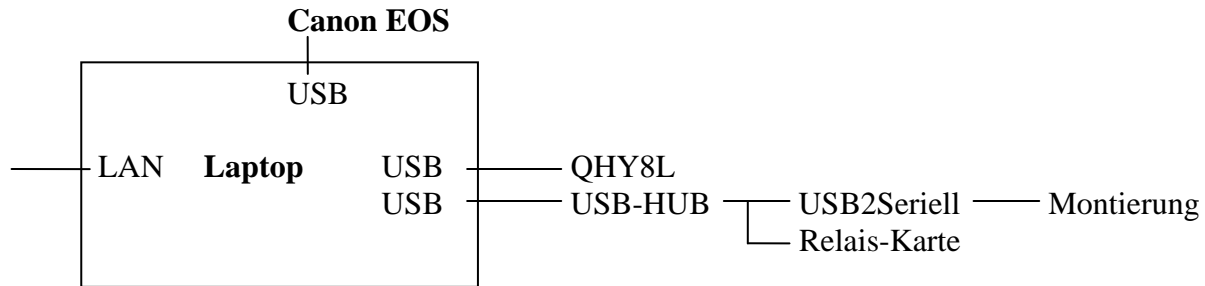 Canon EOS
USB
LAN Laptop USB QHY8L
USB USB-HUB USB2Seriell Montierung
Relais-Karte